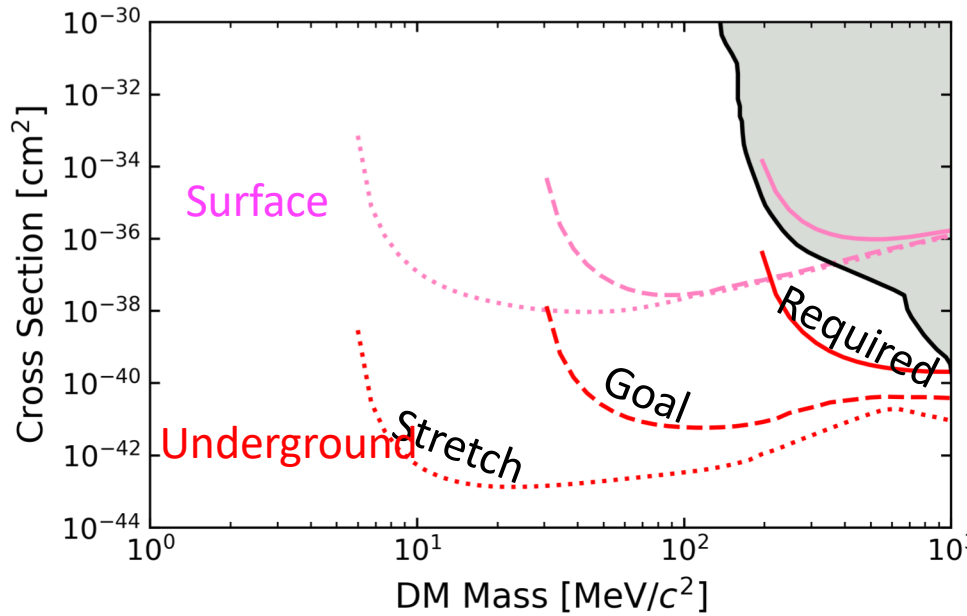 10⁻³⁰
10⁻³²
10⁻³⁴
10⁻³⁶
10⁻³⁸
10⁻⁴⁰
10⁻⁴²
10⁻⁴⁴
Cross Section [cm²]
Surface
Underground
Stretch
Goal
Required
10⁰
10¹
10²
10³
DM Mass [MeV/c²]